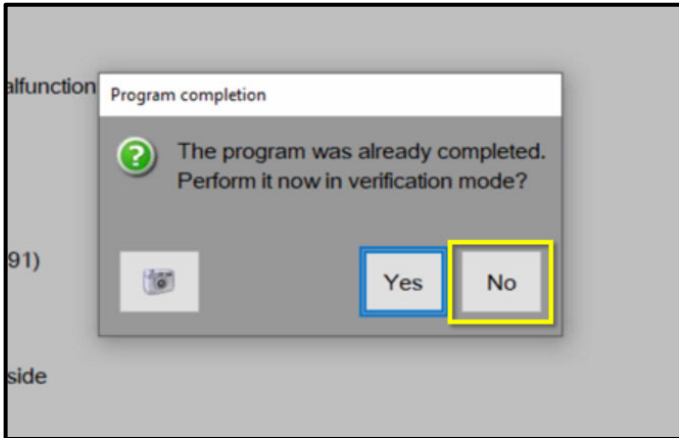 alfunction
Program completion
The program was already completed.
Perform it now in verification mode?
91)
Yes
No
side